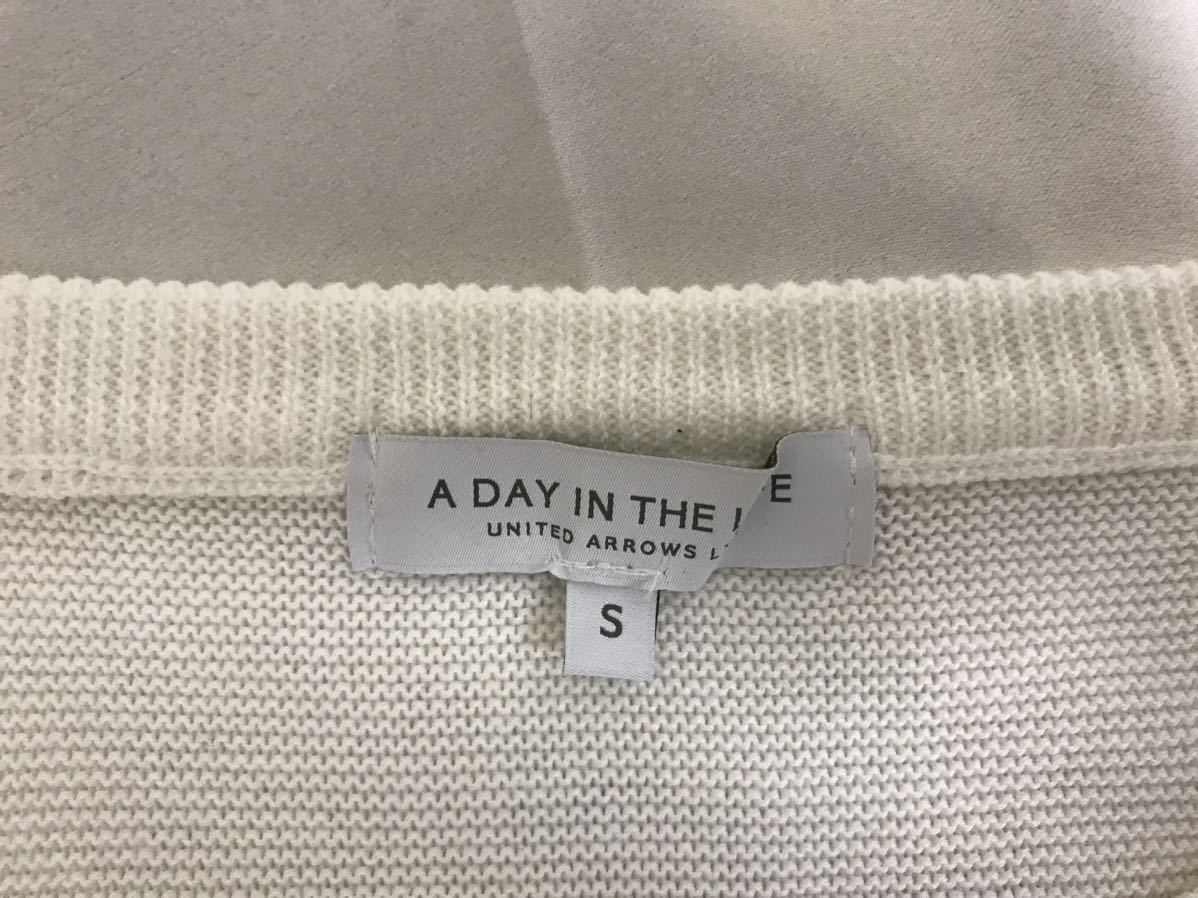 A DAY IN THE
UNITED ARROWS
S